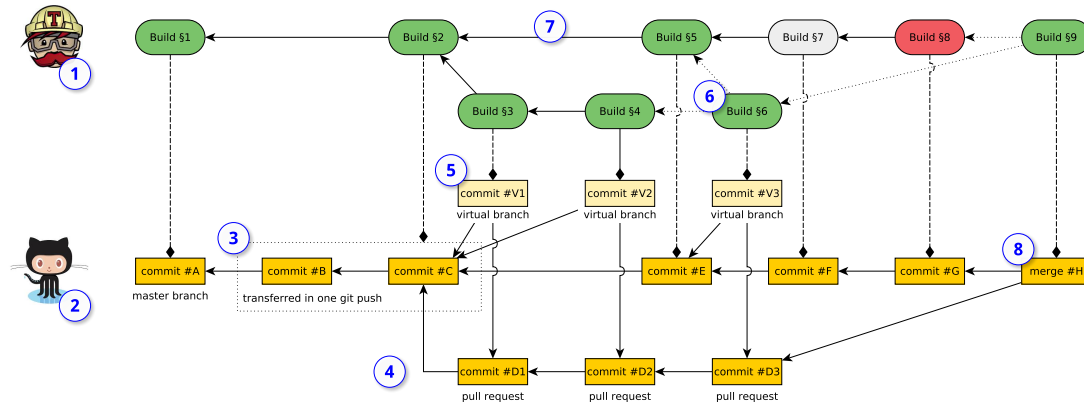 T
7
Build §1
Build §2
Build §5
Build §7
Build §8
Build §9
1
6
Build §3
Build §4
Build §6
5
commit #V1
commit #V2
commit #V3
virtual branch
virtual branch
virtual branch
3
8
commit #A
commit #B
commit #C
commit #E
commit #F
commit #G
merge #H
master branch
transferred in one git push
2
4
commit #D1
commit #D2
commit #D3
pull request
pull request
pull request